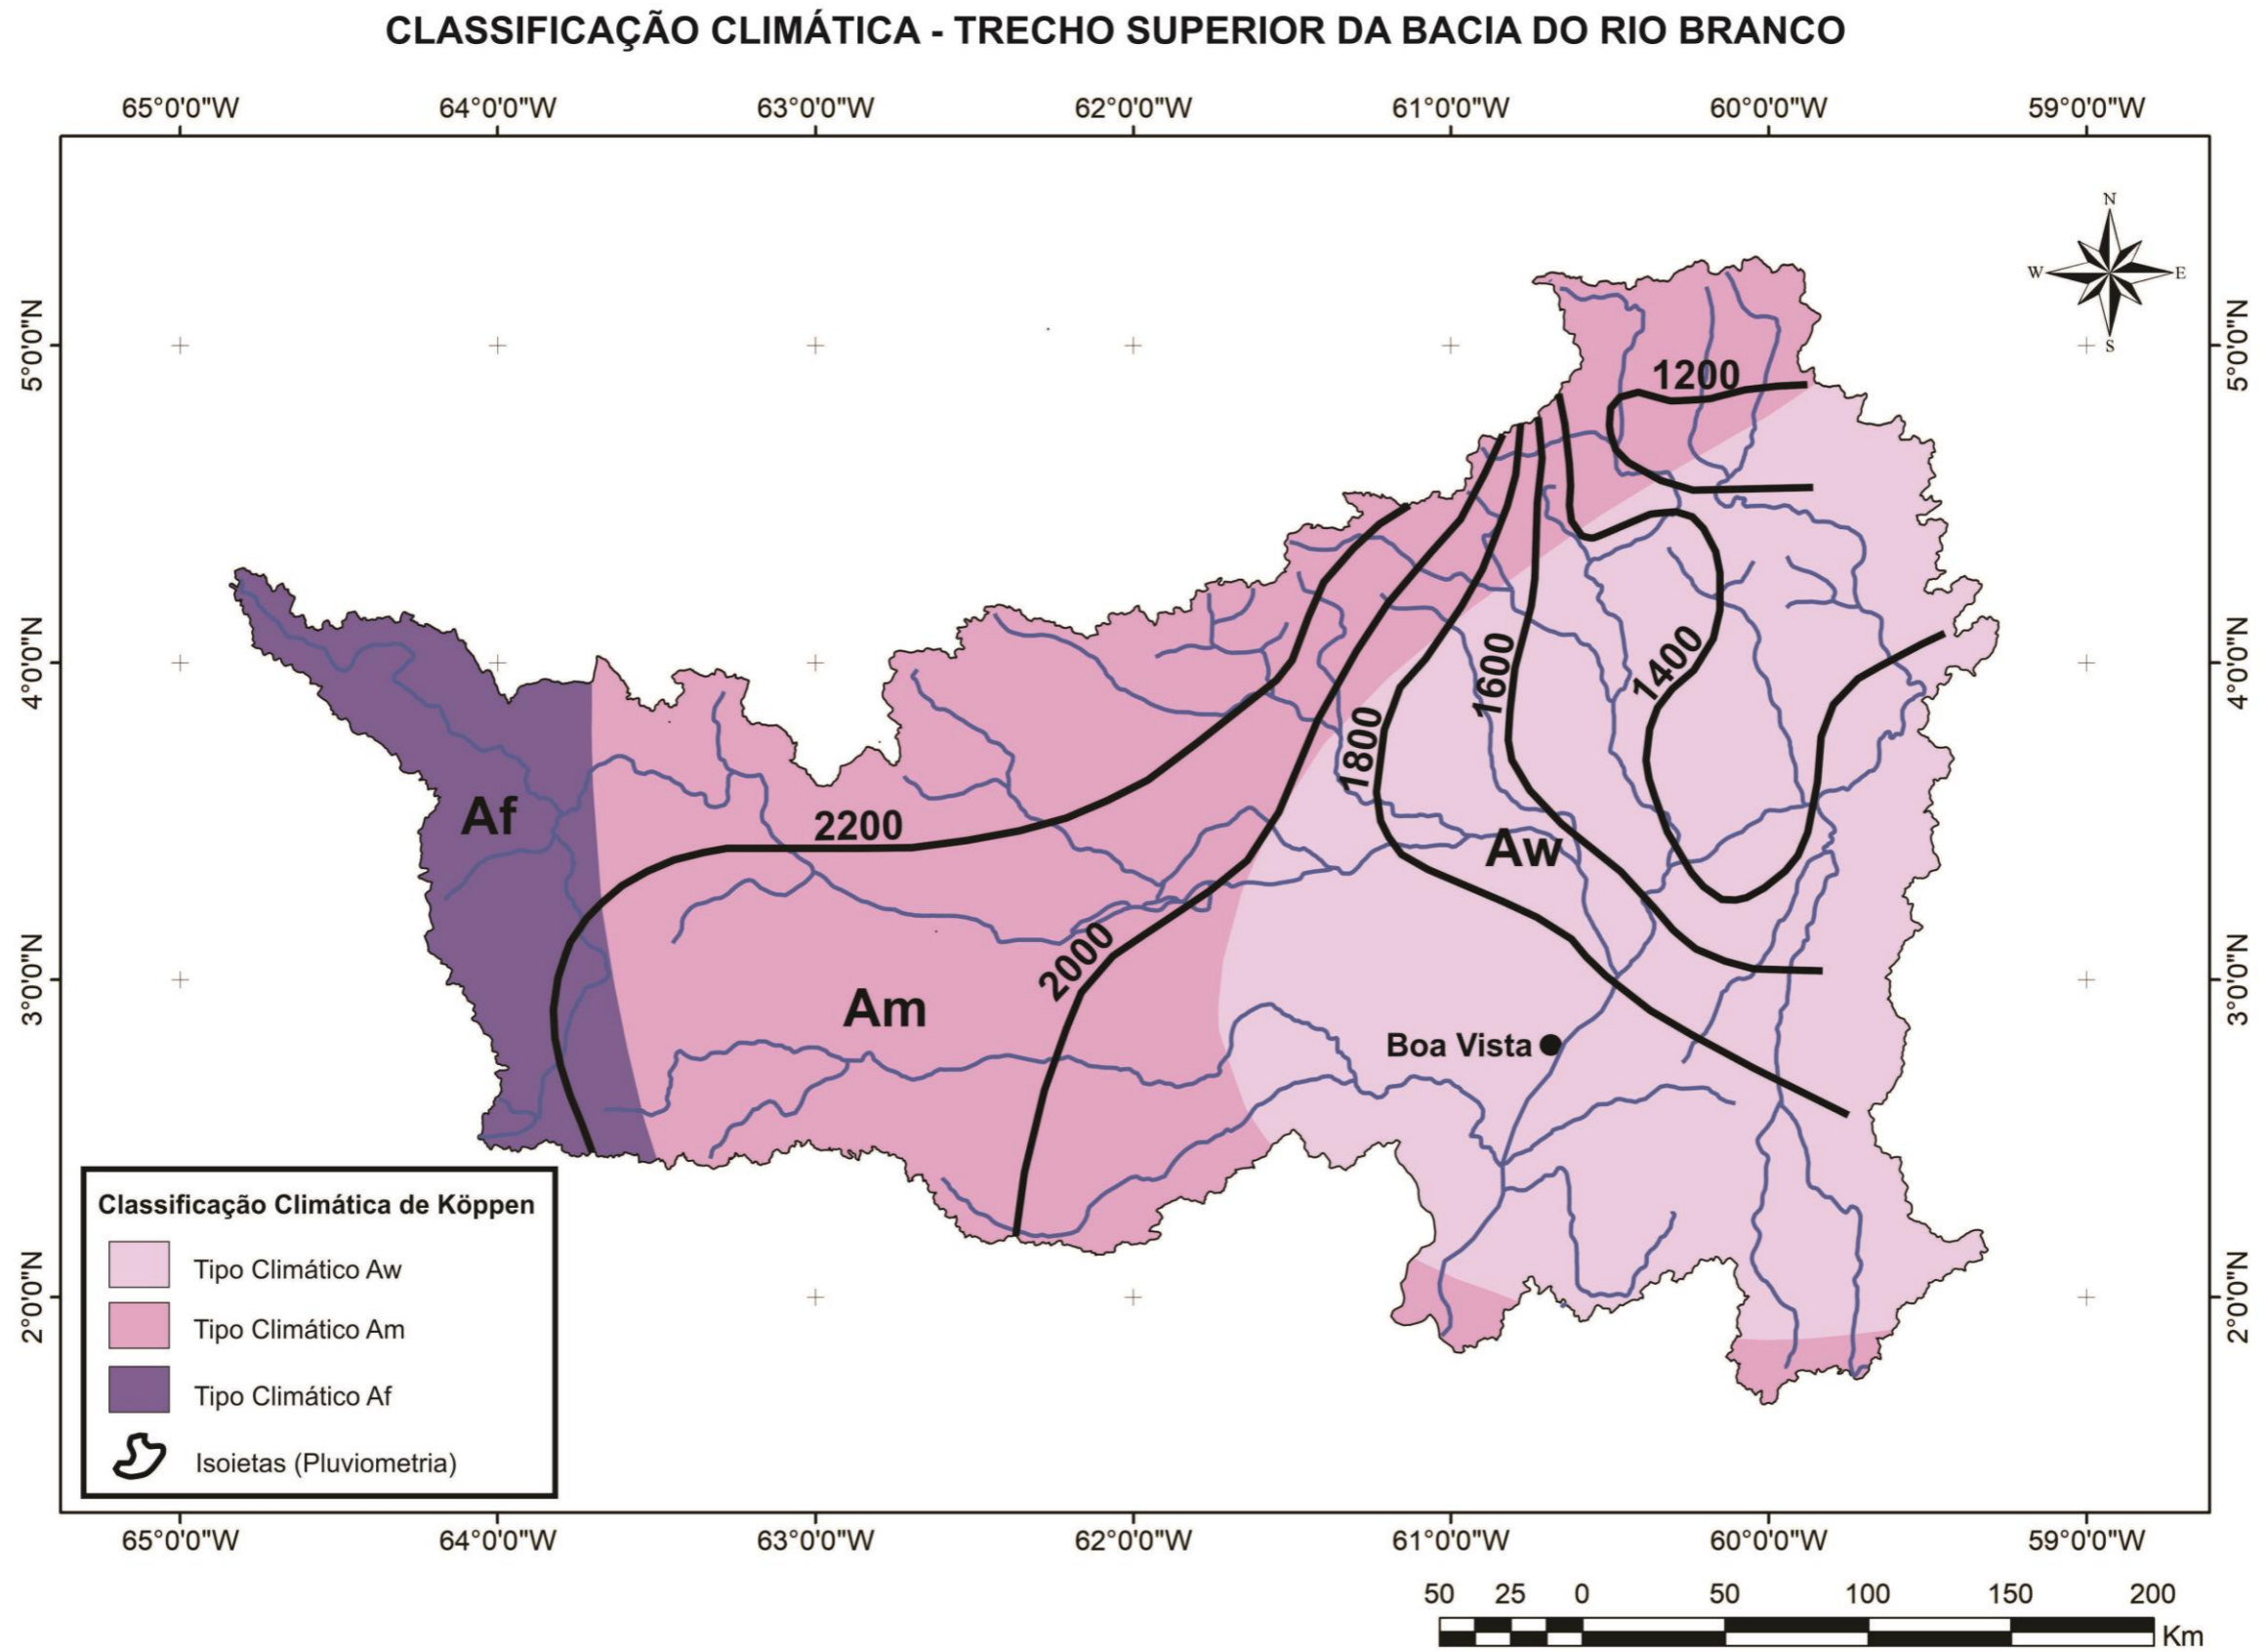 CLASSIFICAÇÃO CLIMÁTICA - TRECHO SUPERIOR DA BACIA DO RIO BRANCO
65°0'0"W 64°0'0"W 63°0'0"W 62°0'0"W 61°0'0"W 60°0'0"W 59°0'0"W
N
W E
S
5°0'0"N 5°0'0"N
1200
4°0'0"N 4°0'0"N
1600
1400
1800
Af
2200
Aw
3°0'0"N 3°0'0"N
2000
Am
Boa Vista
2°0'0"N 2°0'0"N
Classificação Climática de Köppen
Tipo Climático Aw
Tipo Climático Am
Tipo Climático Af
Isoietas (Pluviometria)
65°0'0"W 64°0'0"W 63°0'0"W 62°0'0"W 61°0'0"W 60°0'0"W 59°0'0"W
50 25 0 50 100 150 200
Km